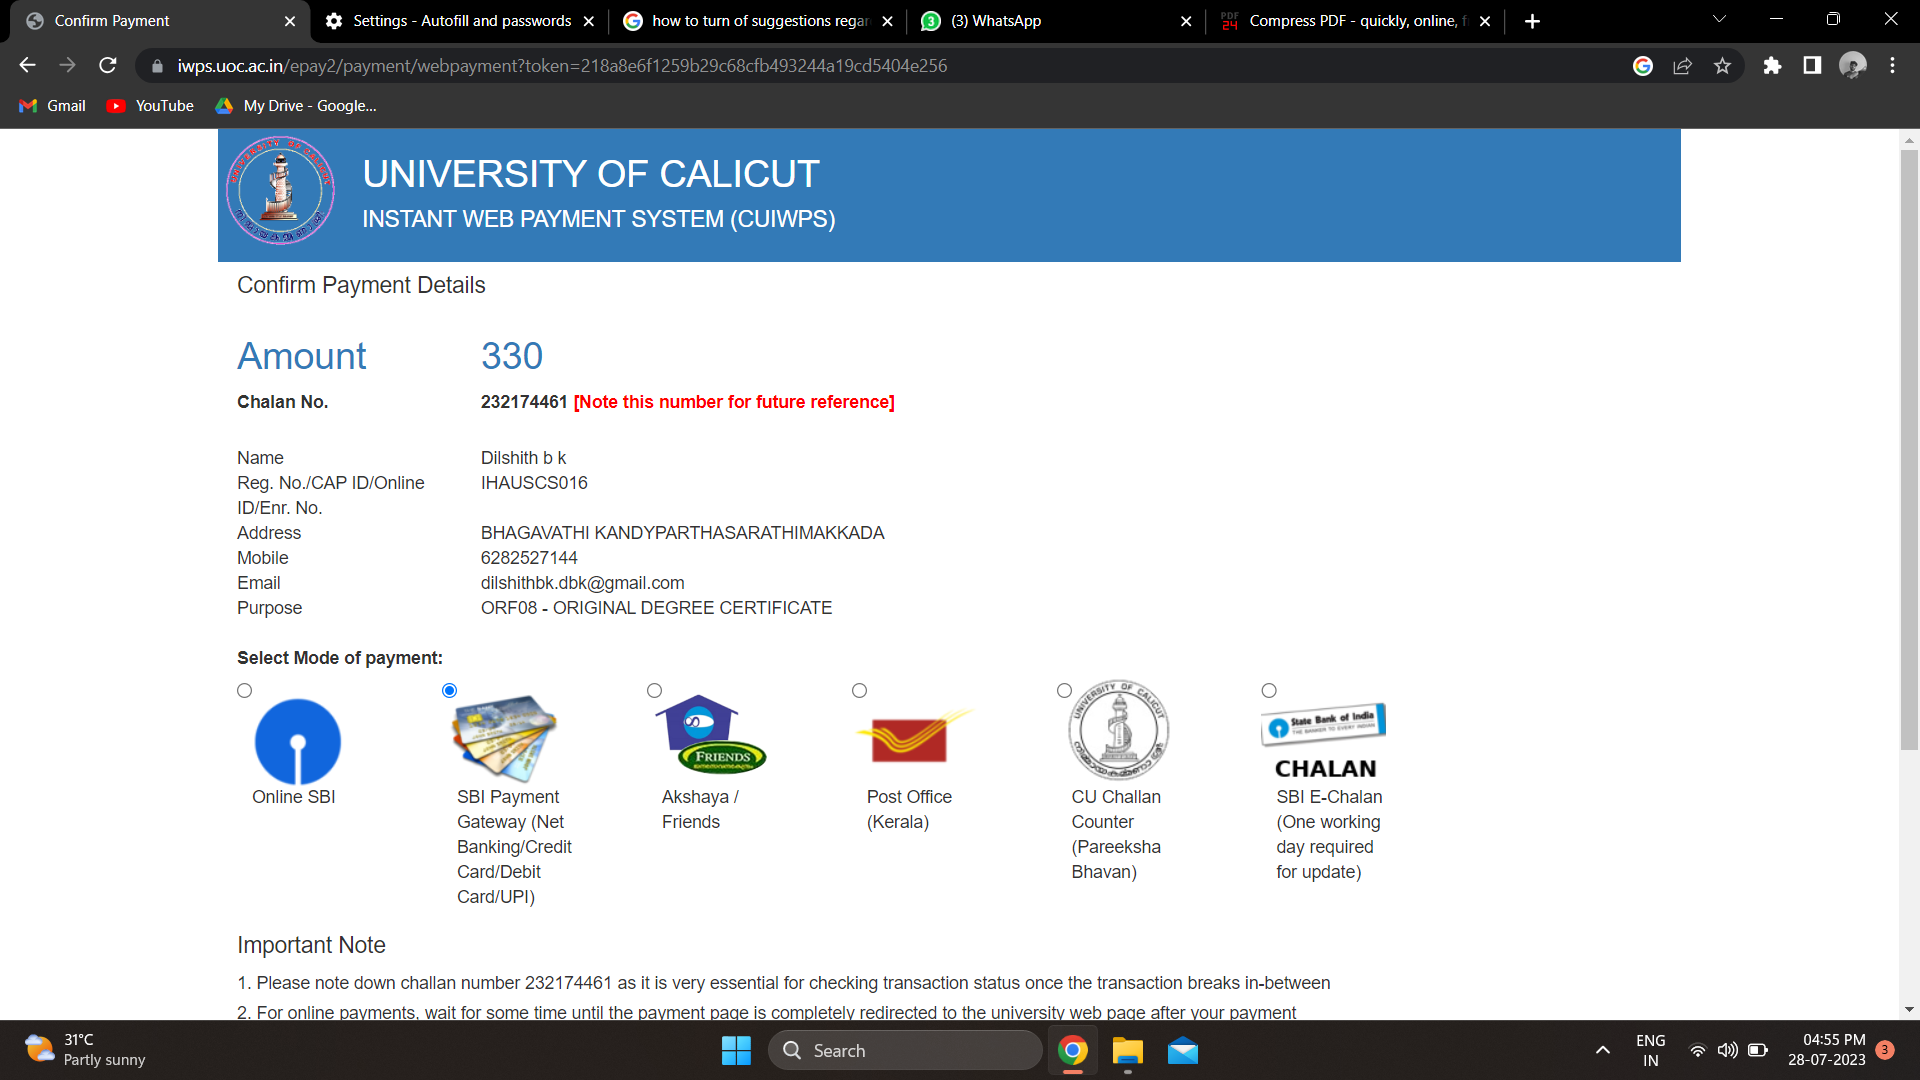 Confirm Payment
Settings - Autofill and passwords
how to turn of suggestions regar
(3) WhatsApp
Compress PDF - quickly, online, f
iwps.uoc.ac.in/epay2/payment/webpayment?token=218a8e6f1259b29c68cfb493244a19cd5404e256
Gmail
YouTube
My Drive - Google...
UNIVERSITY OF CALICUT
INSTANT WEB PAYMENT SYSTEM (CUIWPS)
Confirm Payment Details
Amount 330
Chalan No. 232174461 [Note this number for future reference]
Name Dilshith b k
Reg. No./CAP ID/Online IHAUSCS016
ID/Enr. No.
Address BHAGAVATHI KANDYPARTHASARATHIMAKKADA
Mobile 6282527144
Email dilshithbk.dbk@gmail.com
Purpose ORF08 - ORIGINAL DEGREE CERTIFICATE
Select Mode of payment:
Online SBI
SBI Payment
Gateway (Net
Banking/Credit
Card/Debit
Card/UPI)
FRIENDS
Akshaya /
Friends
Post Office
(Kerala)
UNIVERSITY OF CALICUT
CU Challan
Counter
(Pareeksha
Bhavan)
State Bank of India
THE BANKER TO EVERY INDIAN
CHALAN
SBI E-Chalan
(One working
day required
for update)
Important Note
1. Please note down challan number 232174461 as it is very essential for checking transaction status once the transaction breaks in-between
2. For online payments, wait for some time until the payment page is completely redirected to the university web page after your payment
31°C
Partly sunny
Search
ENG
IN
04:55 PM
28-07-2023
3